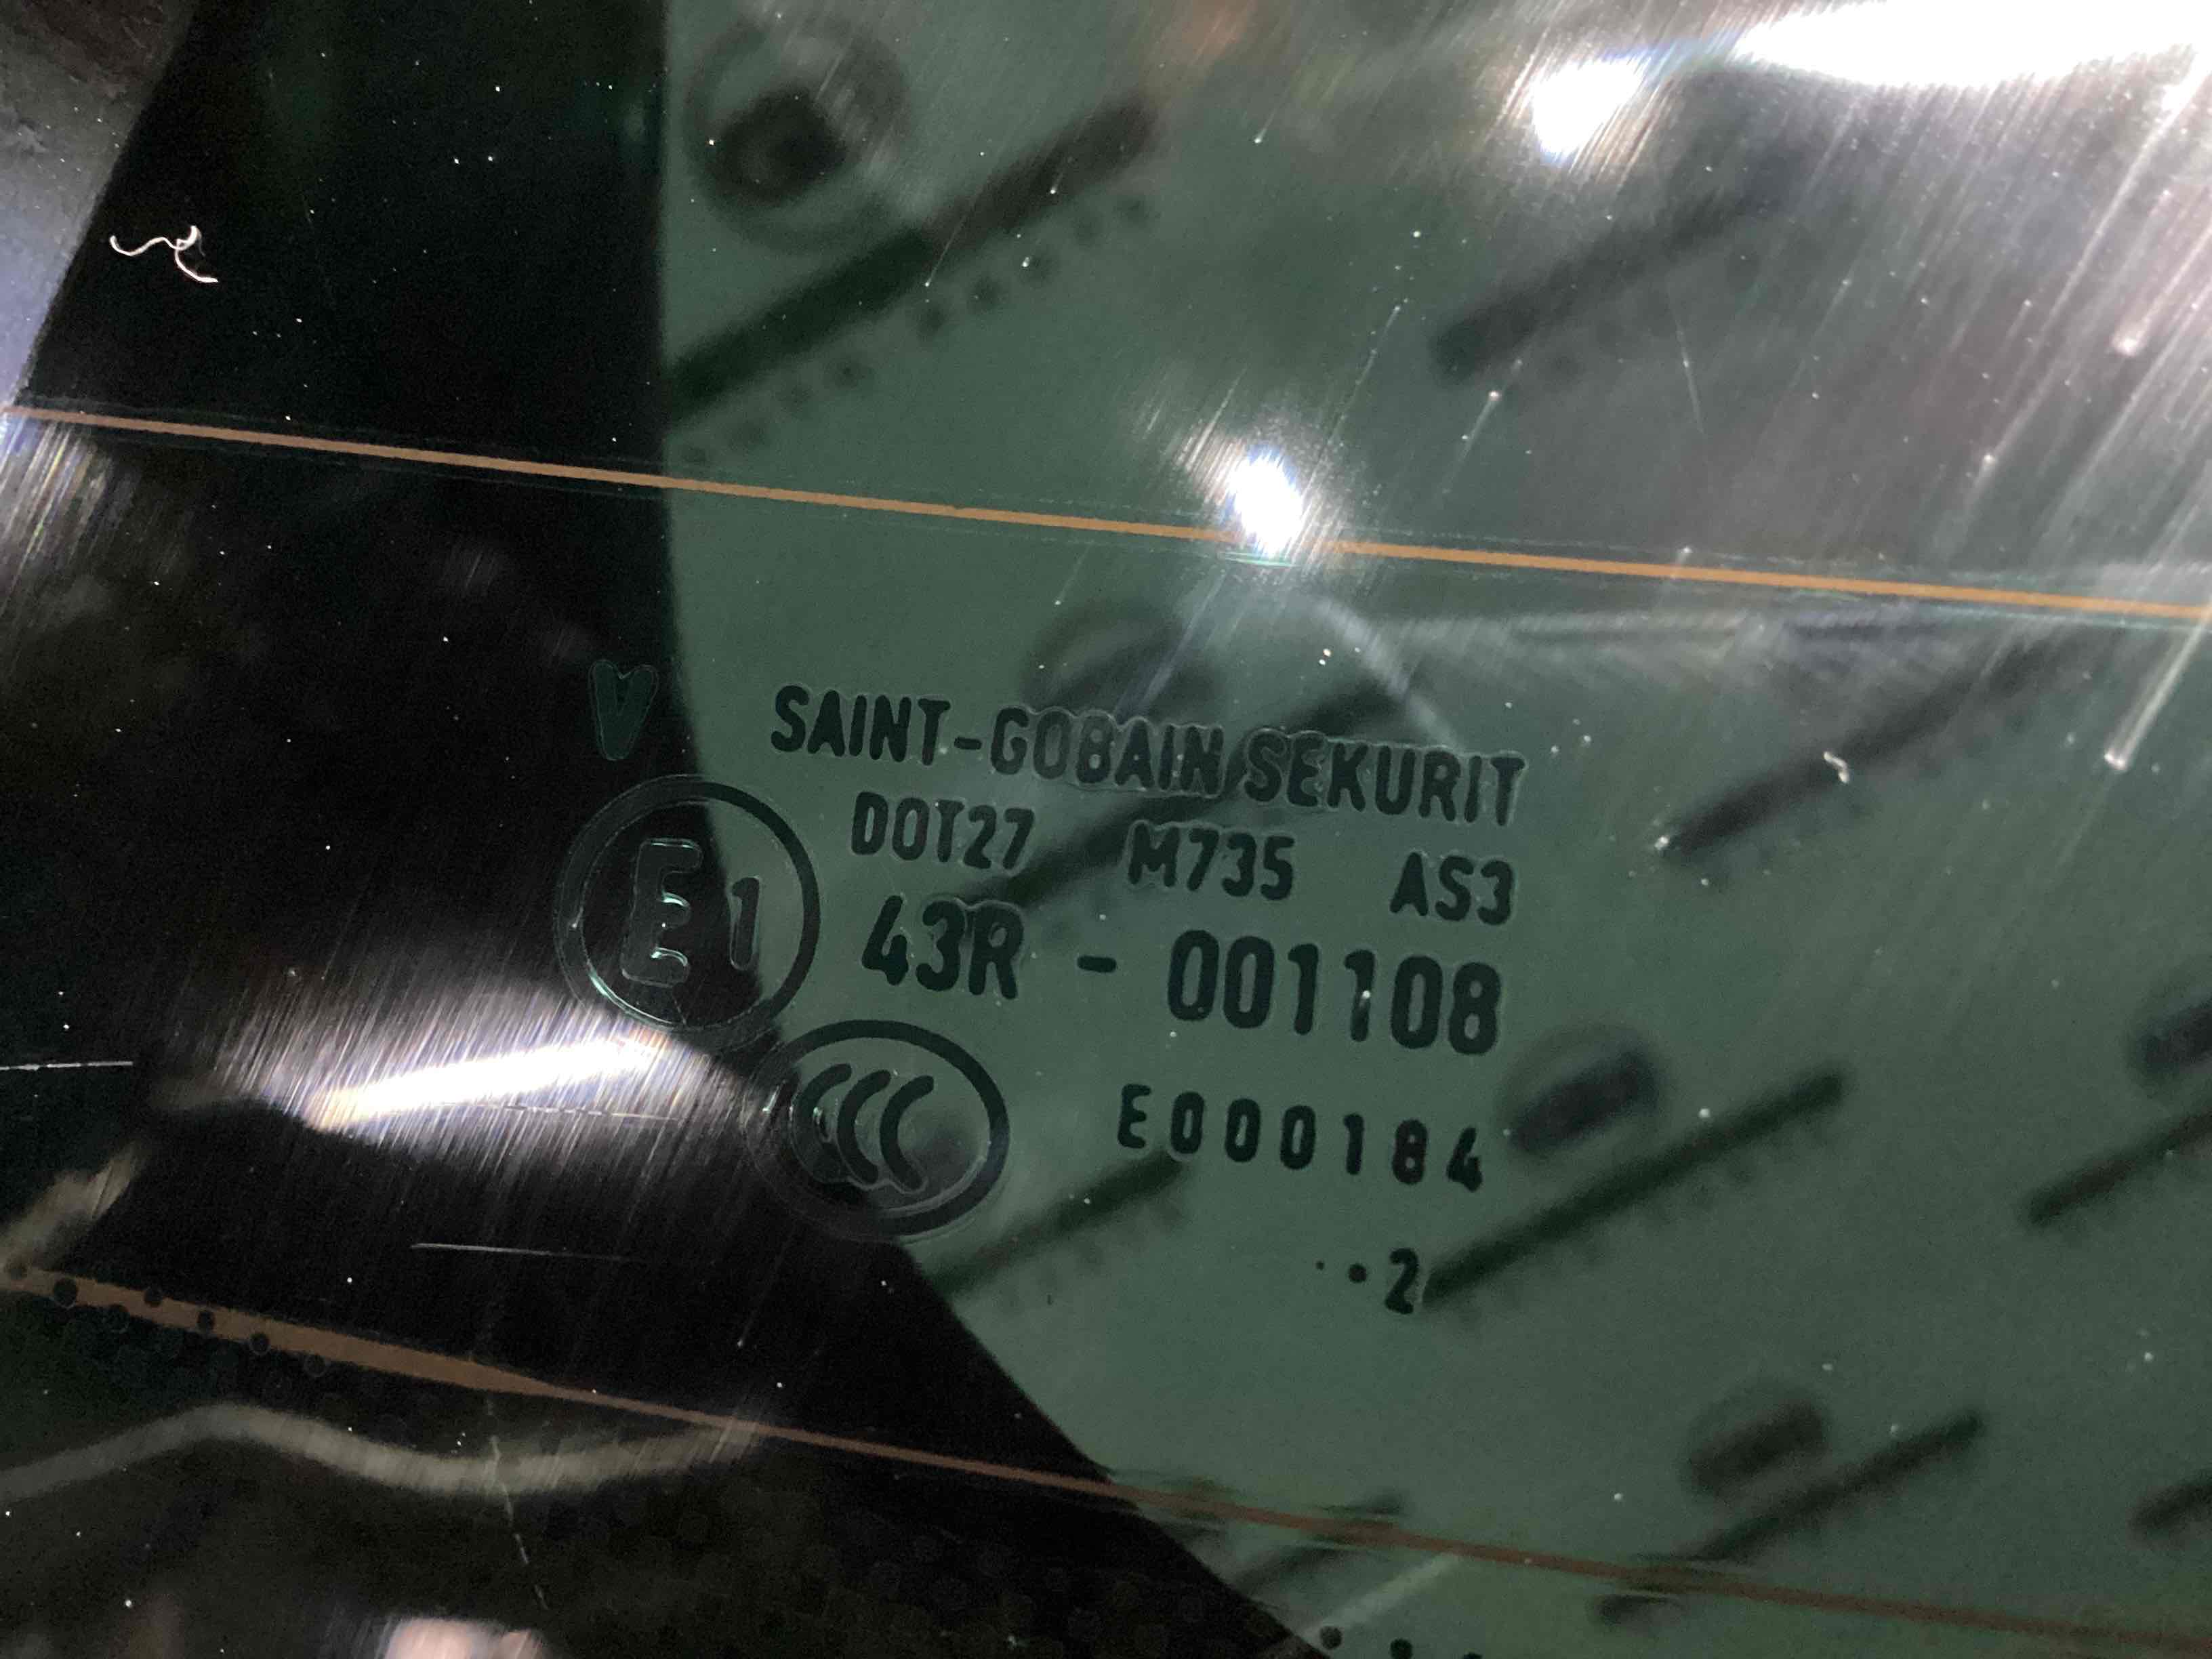 V
SAINT-GOBAIN SEKURIT
DOT27 M735 AS3
E1 43R - 001108
CCC E000184
••2